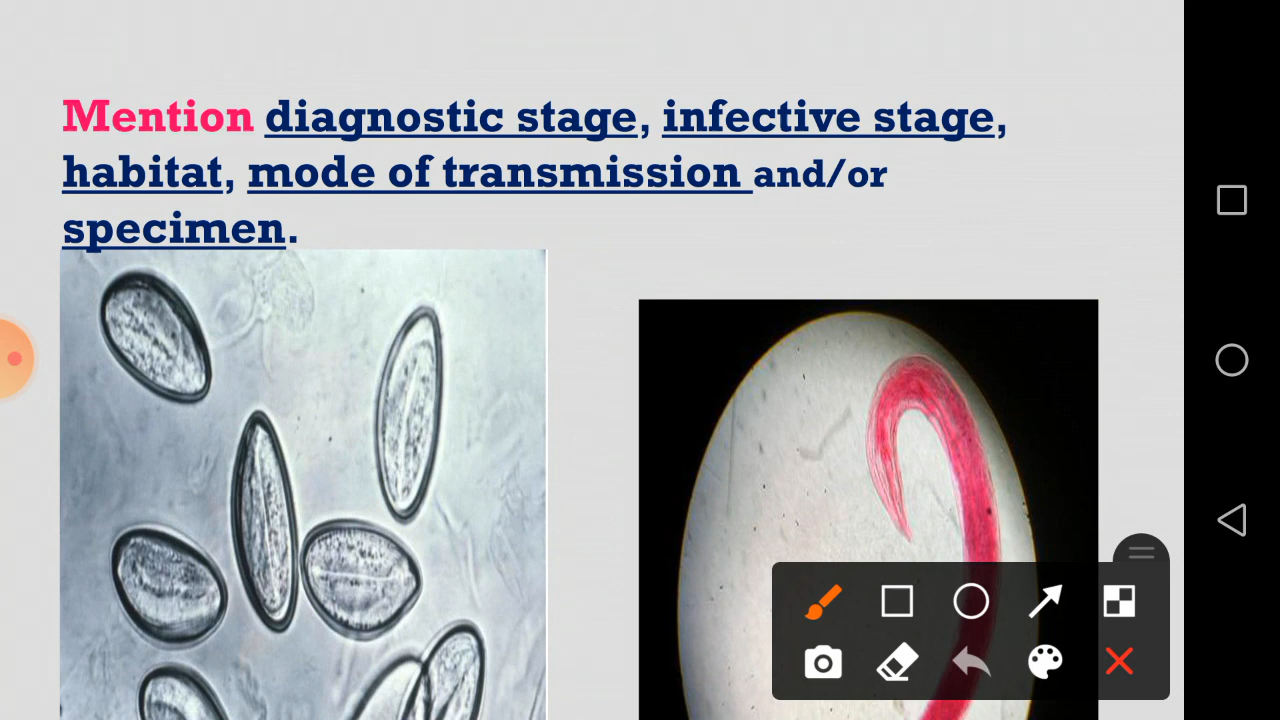 Mention diagnostic stage, infective stage,
habitat, mode of transmission and/or
specimen.